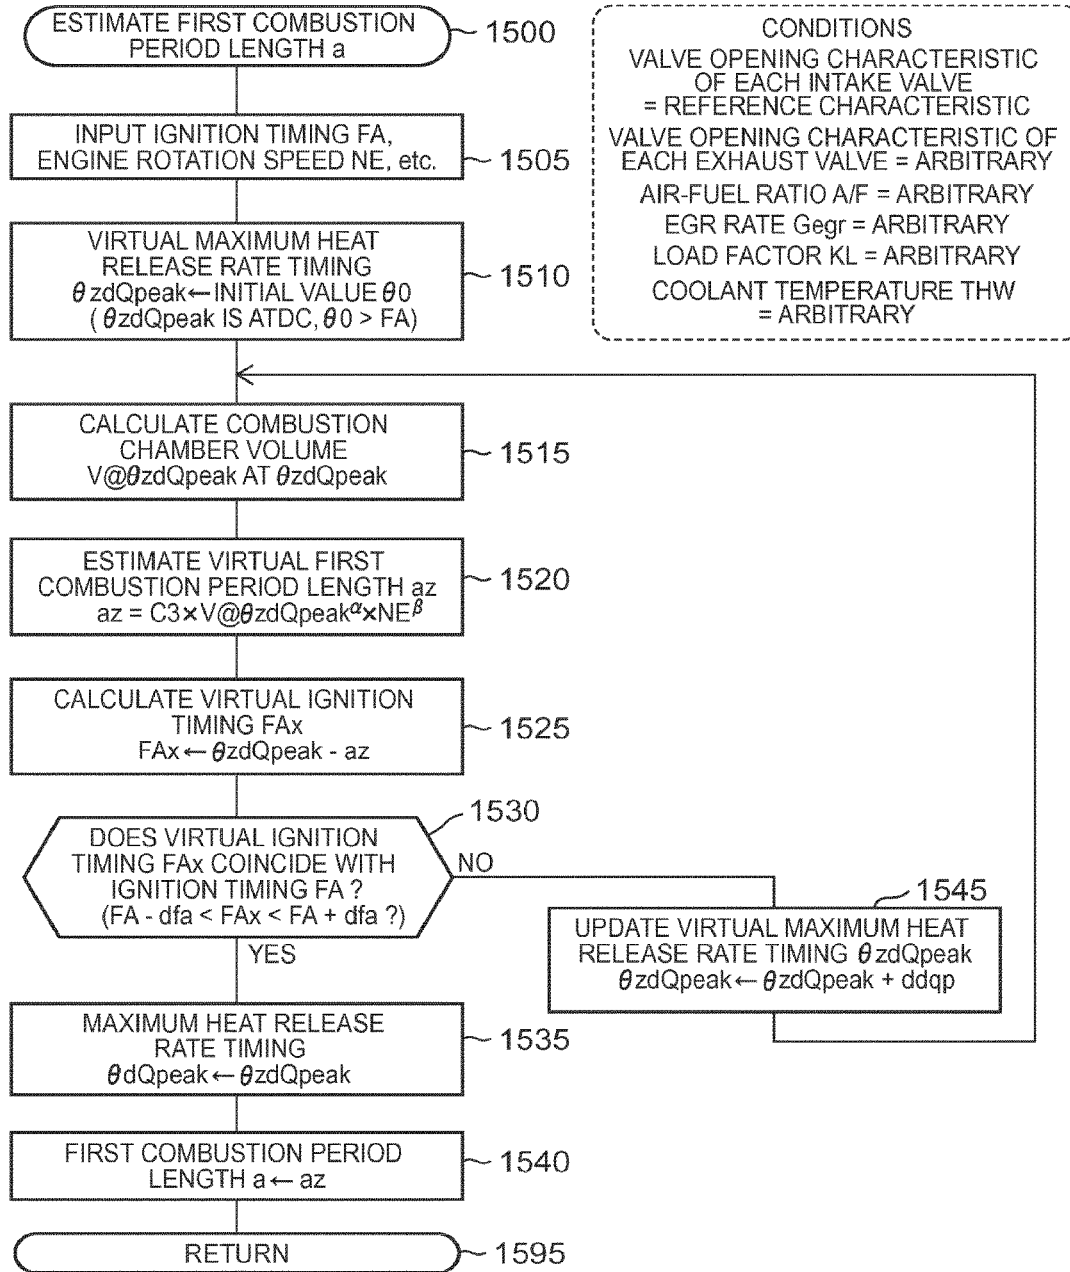 ESTIMATE FIRST COMBUSTION
PERIOD LENGTH a
1500
INPUT IGNITION TIMING FA,
ENGINE ROTATION SPEED NE, etc.
1505
VIRTUAL MAXIMUM HEAT
RELEASE RATE TIMING
θzdQpeak←INITIAL VALUE θ0
(θzdQpeak IS ATDC, θ0 > FA)
1510
CALCULATE COMBUSTION
CHAMBER VOLUME
V@θzdQpeak AT θzdQpeak
1515
ESTIMATE VIRTUAL FIRST
COMBUSTION PERIOD LENGTH az
az = C3×V@θzdQpeak^α×NE^β
1520
CALCULATE VIRTUAL IGNITION
TIMING FAx
FAx←θzdQpeak - az
1525
1530
DOES VIRTUAL IGNITION
TIMING FAx COINCIDE WITH
IGNITION TIMING FA ?
(FA - dfa < FAx < FA + dfa ?)
NO
YES
1545
UPDATE VIRTUAL MAXIMUM HEAT
RELEASE RATE TIMING θzdQpeak
θzdQpeak← θzdQpeak + ddqp
MAXIMUM HEAT RELEASE
RATE TIMING
θdQpeak←θzdQpeak
1535
FIRST COMBUSTION PERIOD
LENGTH a← az
1540
RETURN
1595
CONDITIONS
VALVE OPENING CHARACTERISTIC
OF EACH INTAKE VALVE
= REFERENCE CHARACTERISTIC
VALVE OPENING CHARACTERISTIC OF
EACH EXHAUST VALVE = ARBITRARY
AIR-FUEL RATIO A/F = ARBITRARY
EGR RATE Gegr = ARBITRARY
LOAD FACTOR KL = ARBITRARY
COOLANT TEMPERATURE THW
= ARBITRARY